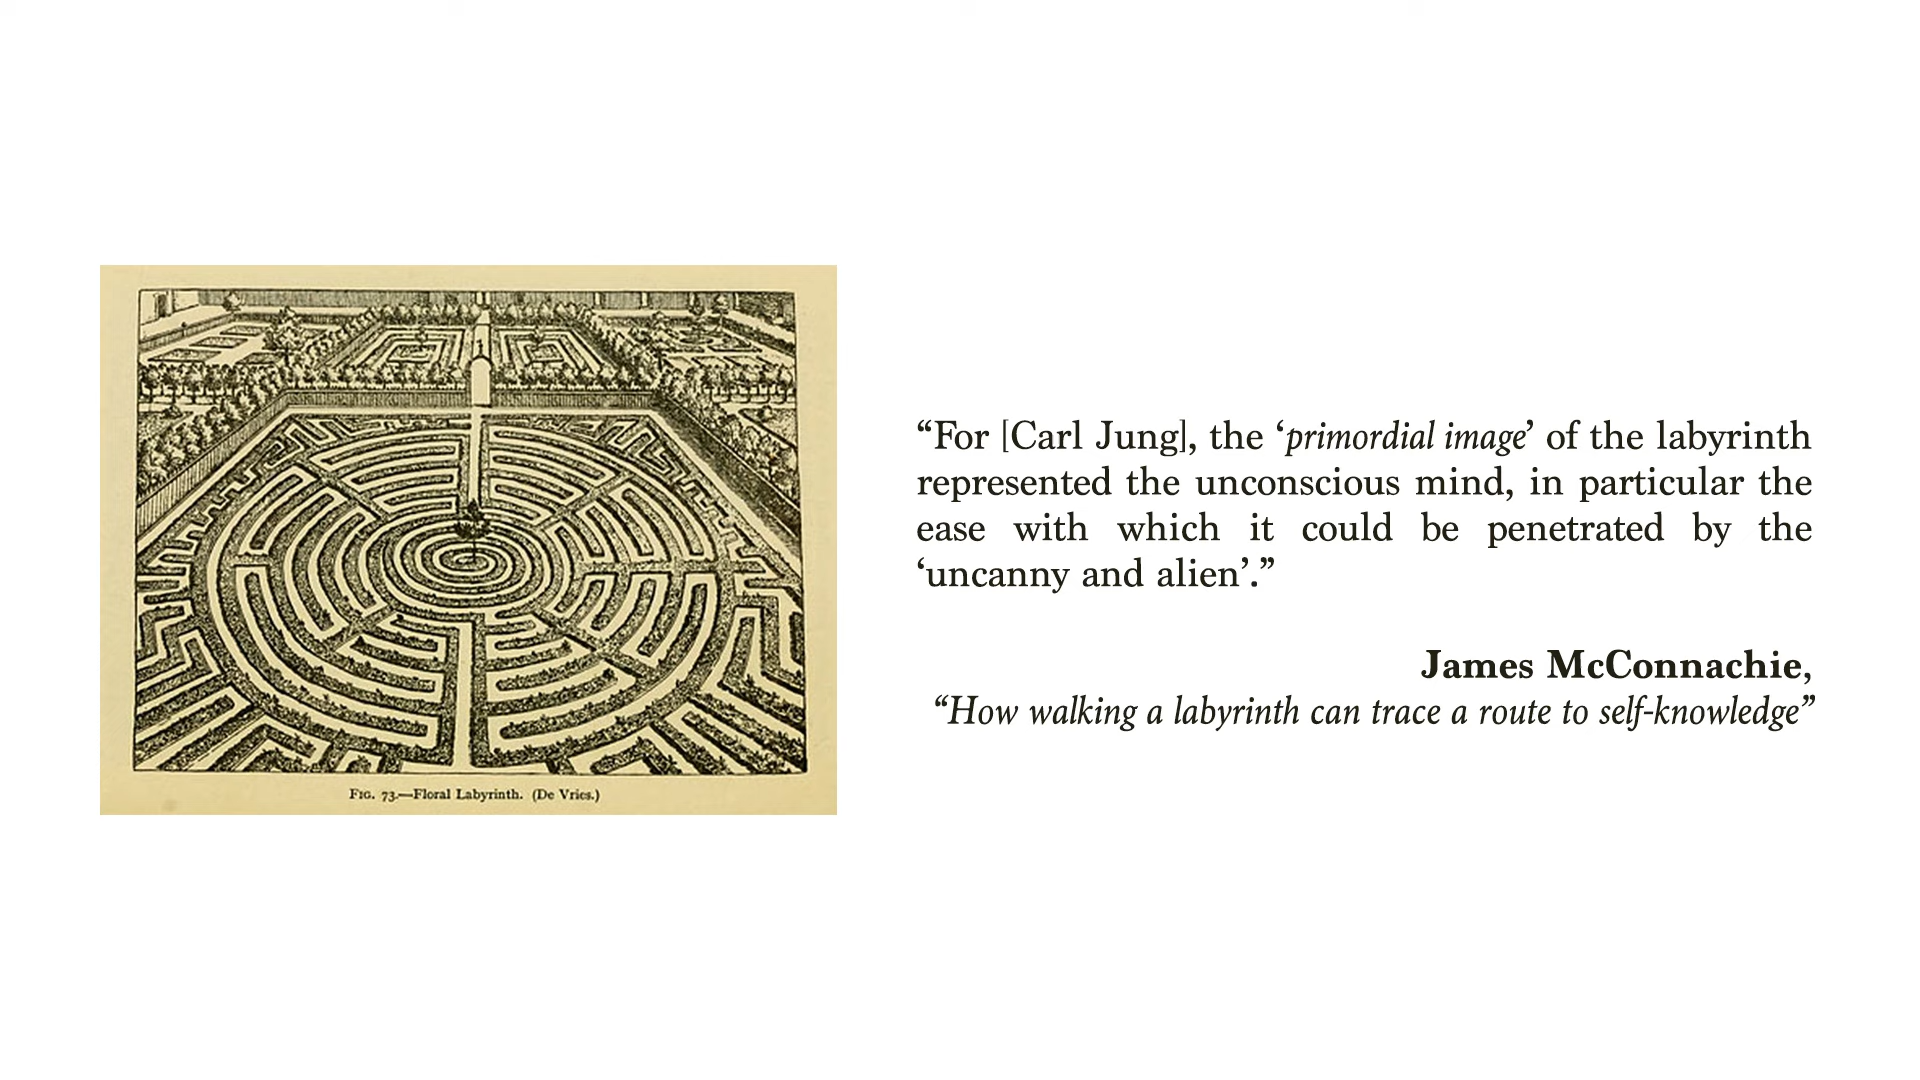 FIG. 73.—Floral Labyrinth. (De Vries.)
“For [Carl Jung], the ‘primordial image’ of the labyrinth
represented the unconscious mind, in particular the
ease with which it could be penetrated by the
‘uncanny and alien’.”
James McConnachie,
“How walking a labyrinth can trace a route to self-knowledge”